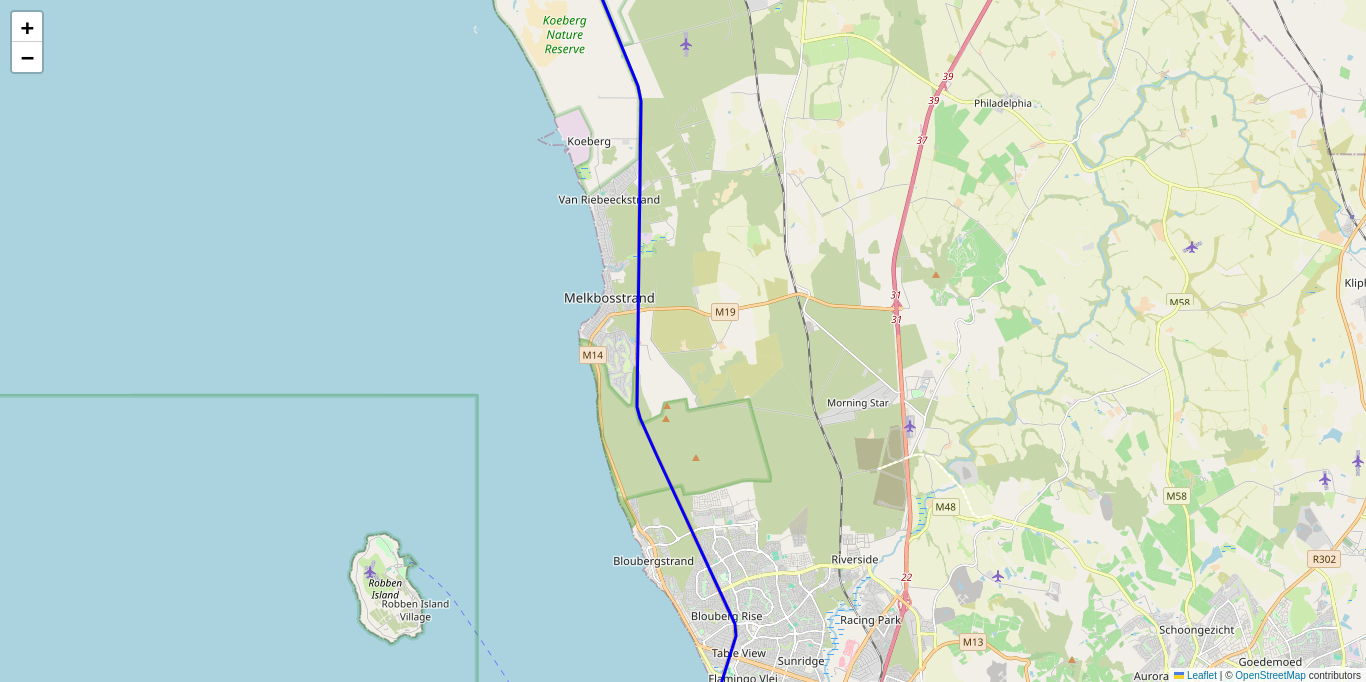 +
−
Koeberg
Nature
Reserve
39
39
Philadelphia
37
Koeberg
Van Riebeeckstrand
31
Melkbosstrand
M58
M19
31
M14
Morning Star
M58
M48
Bloubergstrand
Riverside
R302
22
Robben
Island
Robben Island
Village
Blouberg Rise
Racing Park
Schoongezicht
M13
Table View
Sunridge
Goedemoed
Aurora
Flamingo Vlei
Leaflet | © OpenStreetMap contributors